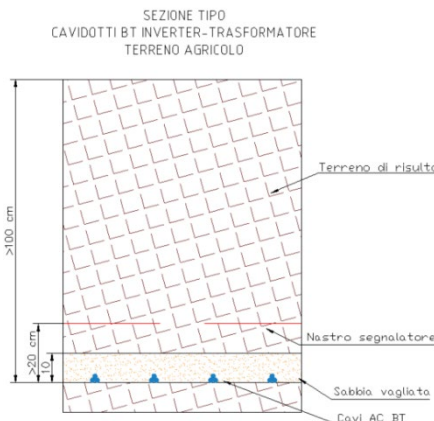 SEZIONE TIPO
CAVIDOTTI BT INVERTER-TRASFORMATORE
TERRENO AGRICOLO
Terreno di risulta
>100 cm
Nastro segnalatore
>20 cm
10
Sabbia vagliata
Cavi AC BT